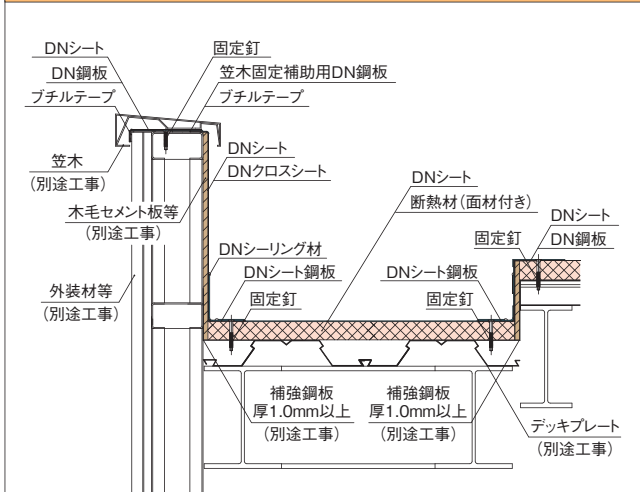 DNシート
固定釘
DN鋼板
笠木固定補助用DN鋼板
ブチルテープ
ブチルテープ
笠木
(別途工事)
DNシート
DNクロスシート
木毛セメント板等
(別途工事)
DNシート
断熱材(面材付き)
DNシート
固定釘
DN鋼板
DNシーリング材
DNシート鋼板
DNシート鋼板
外装材等
(別途工事)
固定釘
固定釘
補強鋼板
厚1.0mm以上
(別途工事)
補強鋼板
厚1.0mm以上
(別途工事)
デッキプレート
(別途工事)